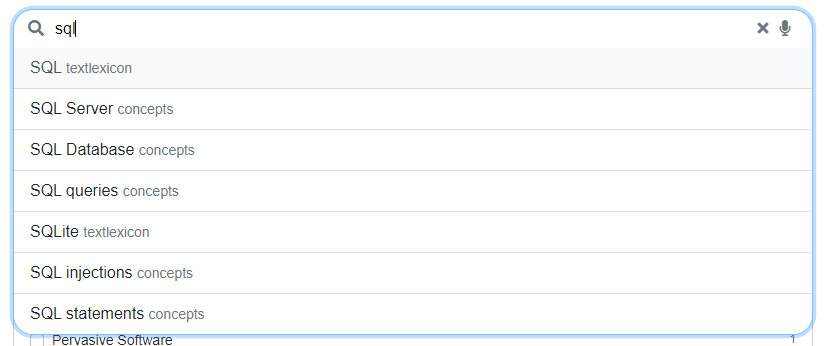 sql
SQL textlexicon
SQL Server concepts
SQL Database concepts
SQL queries concepts
SQLite textlexicon
SQL injections concepts
SQL statements concepts
Pervasive Software 1